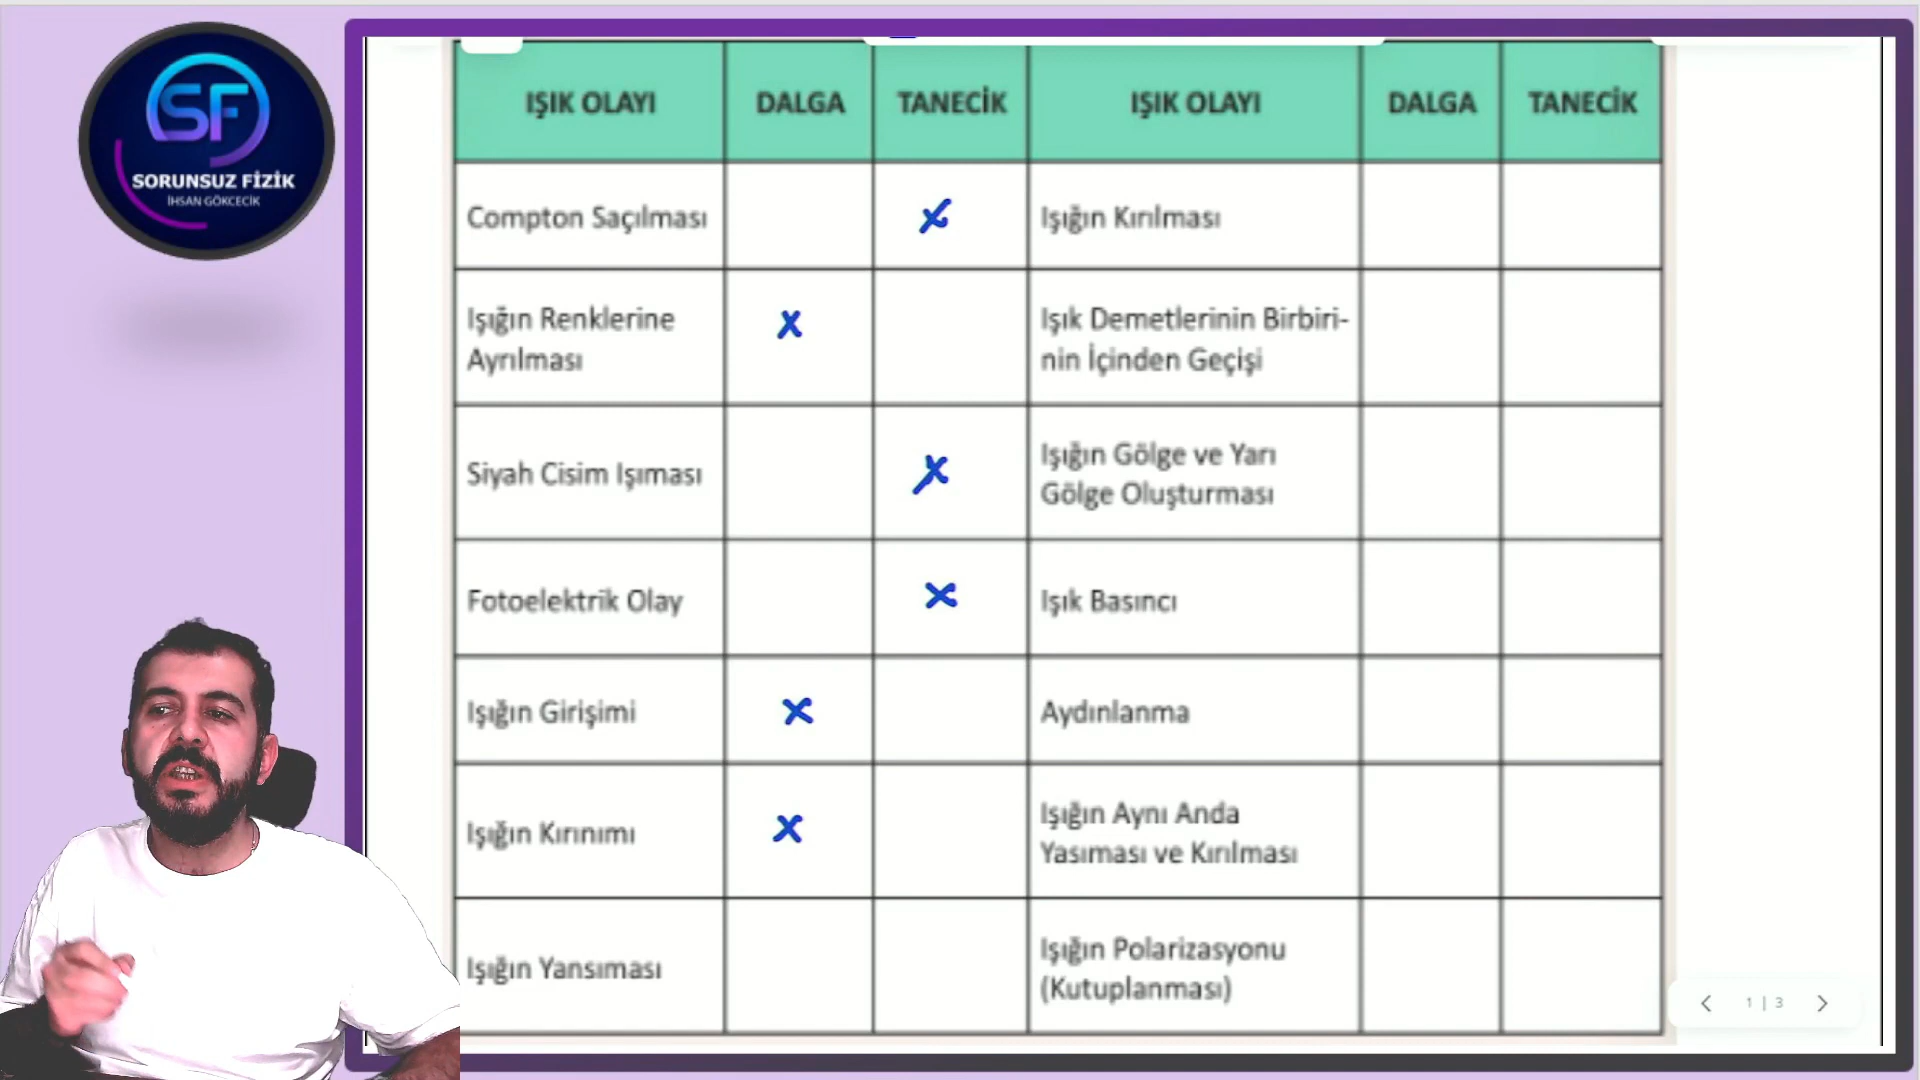 SF
SORUNSUZ FİZİK
İHSAN GÖKCECİK
IŞIK OLAYI DALGA TANECİK IŞIK OLAYI DALGA TANECİK
Compton Saçılması x Işığın Kırılması
Işığın Renklerine
Ayrılması
x
Işık Demetlerinin Birbiri-
nin İçinden Geçişi
Siyah Cisim Işıması x
Işığın Gölge ve Yarı
Gölge Oluşturması
Fotoelektrik Olay x Işık Basıncı
Işığın Girişimi x Aydınlanma
Işığın Kırınımı x
Işığın Aynı Anda
Yasıması ve Kırılması
Işığın Yansıması
Işığın Polarizasyonu
(Kutuplanması)
1 | 3